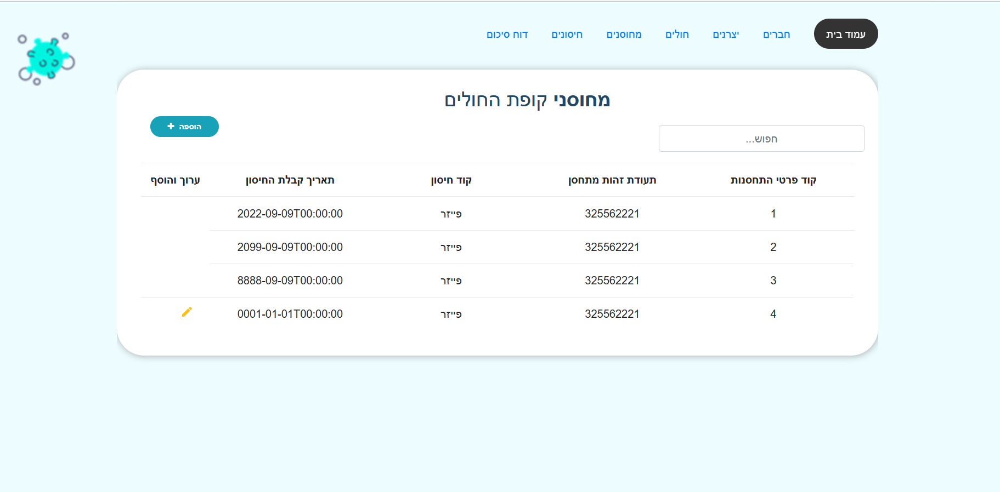 עמוד בית חברים יצרנים חולים מחוסנים חיסונים דוח סיכום
מחוסני קופת החולים
הוספה +
חפוש...
קוד פרטי התחסנות תעודת זהות מתחסן קוד חיסון תאריך קבלת החיסון ערוך והוסף
1 325562221 פייזר 2022-09-09T00:00:00
2 325562221 פייזר 2099-09-09T00:00:00
3 325562221 פייזר 8888-09-09T00:00:00
4 325562221 פייזר 0001-01-01T00:00:00